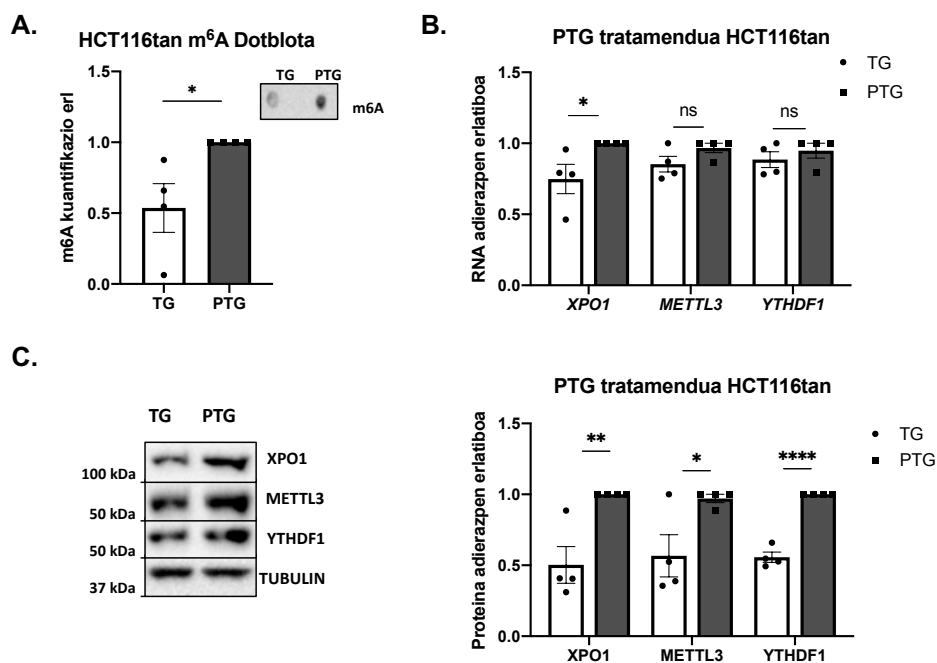 A.
HCT116tan m⁶A Dotblota
m6A kuantifikazio erl
1.5
1.0
0.5
0.0
*
TG PTG
m6A
TG PTG
B.
PTG tratamendua HCT116tan
RNA adierazpen erlatiboa
1.5
1.0
0.5
0.0
* ns ns
XPO1 METTL3 YTHDF1
TG
PTG
C.
TG PTG
100 kDa XPO1
50 kDa METTL3
50 kDa YTHDF1
37 kDa TUBULIN
PTG tratamendua HCT116tan
Proteina adierazpen erlatiboa
1.5
1.0
0.5
0.0
** * ****
XPO1 METTL3 YTHDF1
TG
PTG